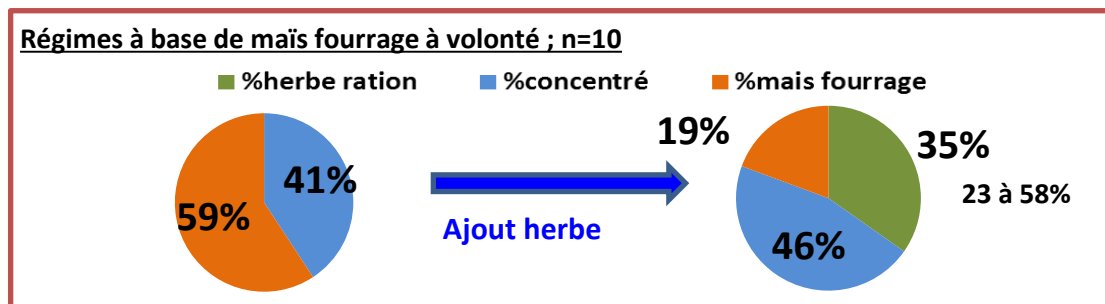 Régimes à base de maïs fourrage à volonté ; n=10
%herbe ration %concentré %mais fourrage
59%
41%
Ajout herbe
19%
35%
46%
23 à 58%